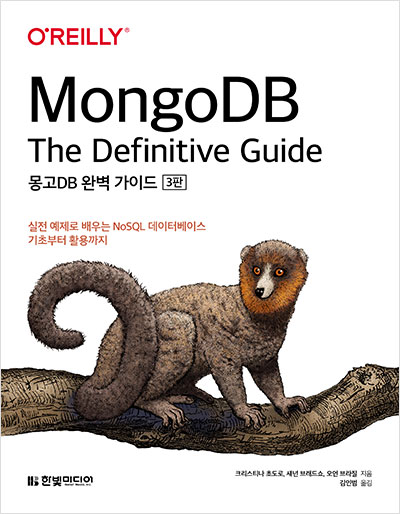 O'REILLY®
MongoDB
The Definitive Guide
몽고DB 완벽 가이드 3판
실전 예제로 배우는 NoSQL 데이터베이스
기초부터 활용까지
한빛미디어
Hanbit Media, Inc.
크리스티나 초도로, 섀넌 브래드쇼, 오언 브라질 지음
김인범 옮김